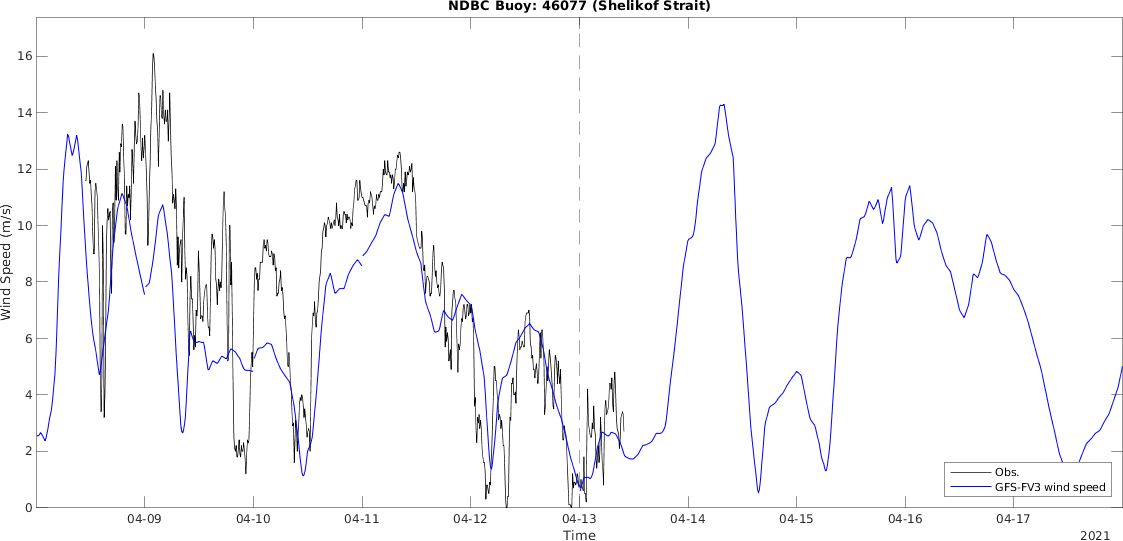 NDBC Buoy: 46077 (Shelikof Strait)
Wind Speed (m/s)
16
14
12
10
8
6
4
2
0
04-09 04-10 04-11 04-12 04-13 04-14 04-15 04-16 04-17
Time
2021
Obs.
GFS-FV3 wind speed